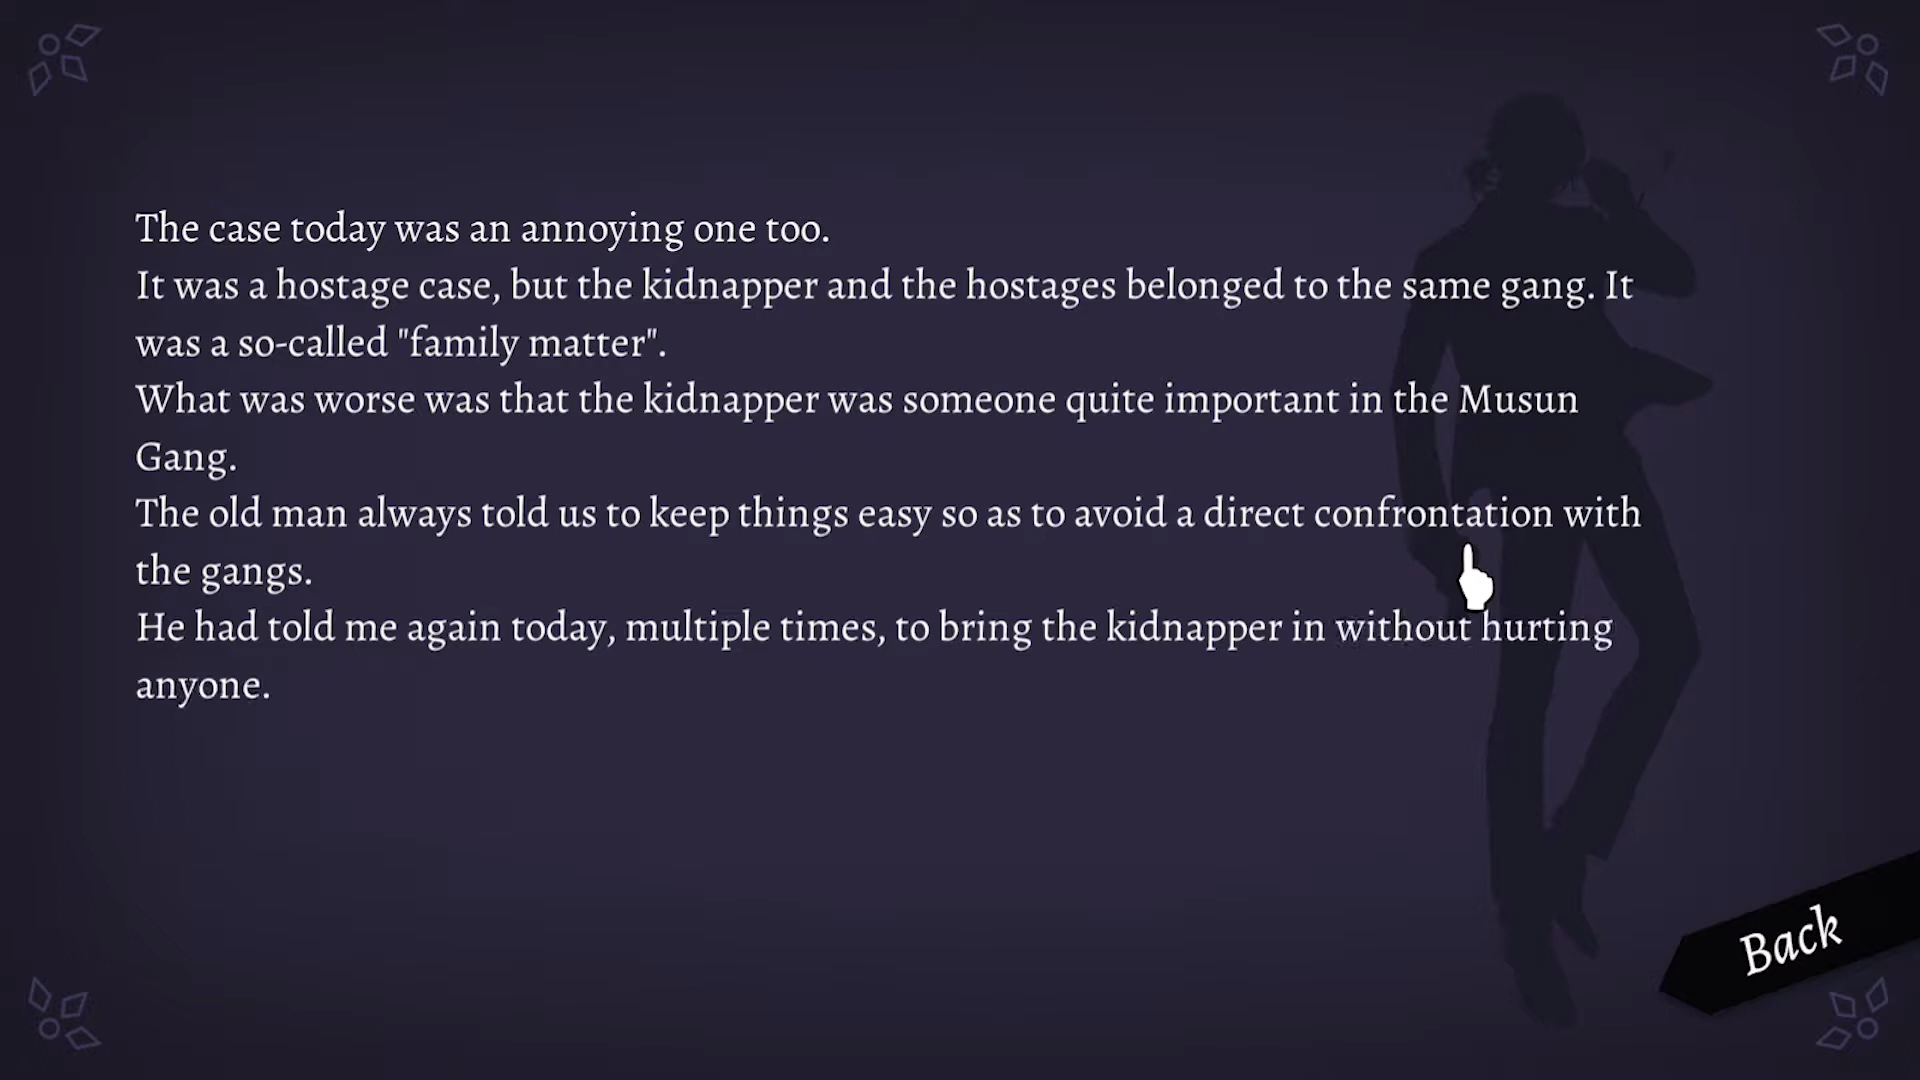 The case today was an annoying one too.
It was a hostage case, but the kidnapper and the hostages belonged to the same gang. It
was a so-called "family matter".
What was worse was that the kidnapper was someone quite important in the Musun
Gang.
The old man always told us to keep things easy so as to avoid a direct confrontation with
the gangs.
He had told me again today, multiple times, to bring the kidnapper in without hurting
anyone.
Back